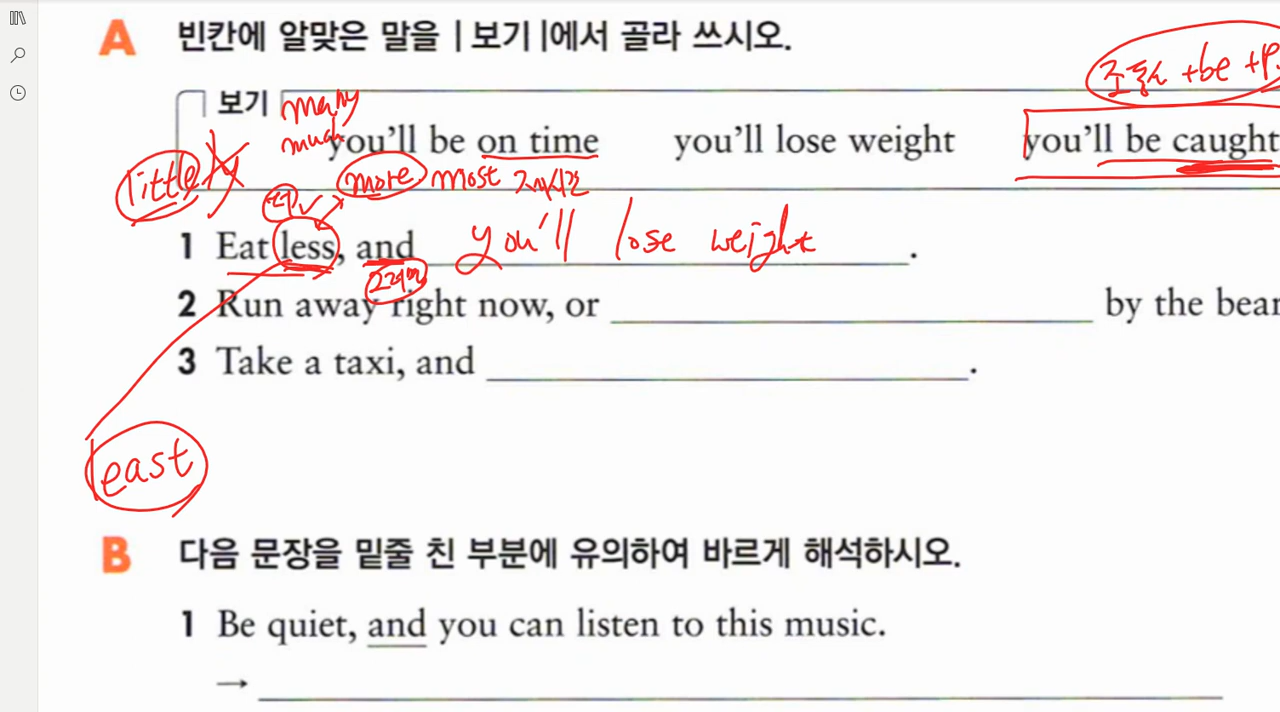 A 빈칸에 알맞은 말을 | 보기 |에서 골라 쓰시오.
조동사 +be +p.
보기 many
much
you'll be on time you'll lose weight you'll be caught
little
more most
1 Eat less, and you'll lose weight .
그러면
2 Run away right now, or ____ by the bear
3 Take a taxi, and ____.
least
B 다음 문장을 밑줄 친 부분에 유의하여 바르게 해석하시오.
1 Be quiet, and you can listen to this music.
→